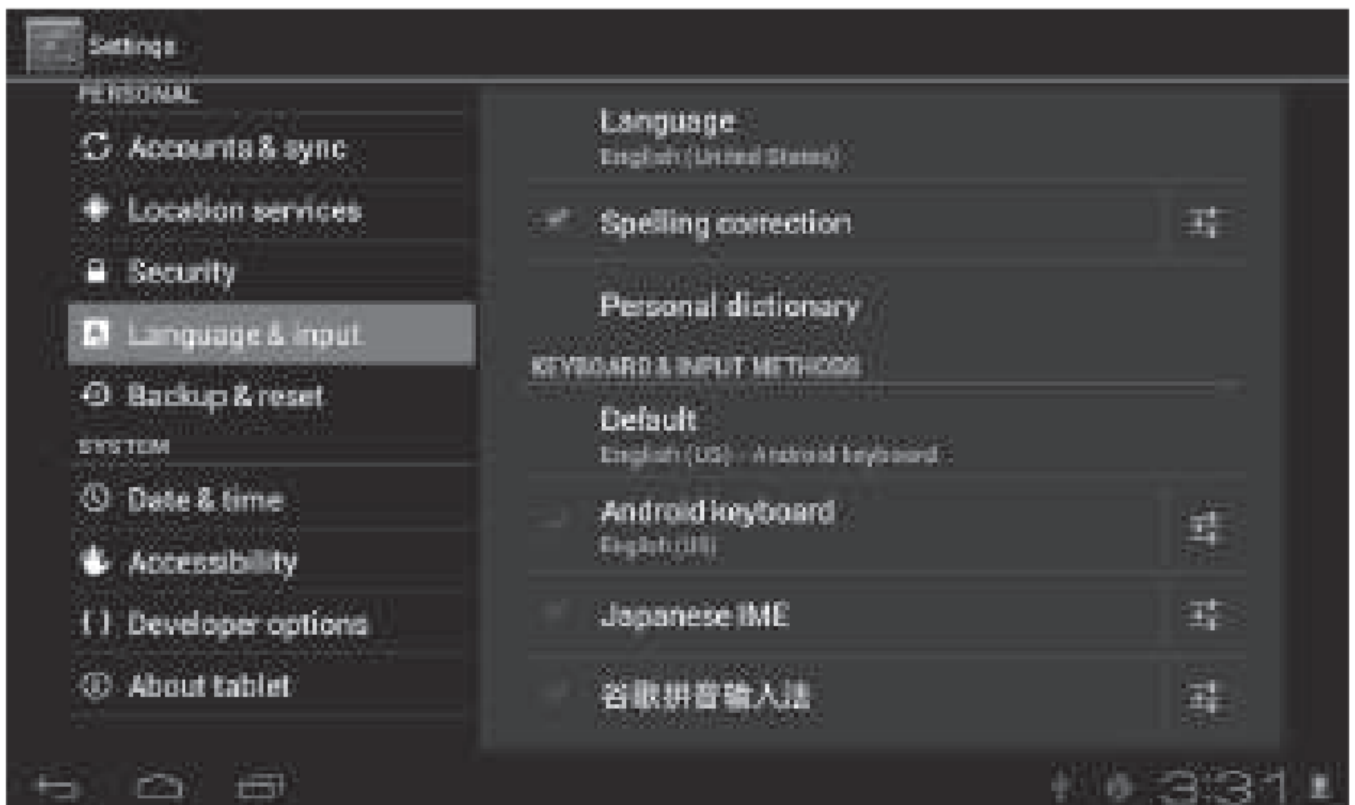 Settings
PERSONAL
Accounts & sync
Location services
Security
Language & input
Backup & reset
SYSTEM
Date & time
Accessibility
{ } Developer options
About tablet
Language
English (United States)
Spelling correction
Personal dictionary
KEYBOARD & INPUT METHODS
Default
English (US) - Android keyboard
Android keyboard
English (US)
Japanese IME
谷歌拼音输入法
3:31